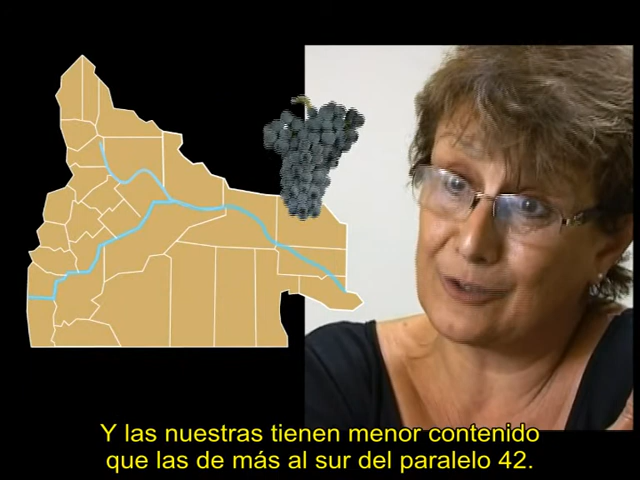 Y las nuestras tienen menor contenido
que las de más al sur del paralelo 42.